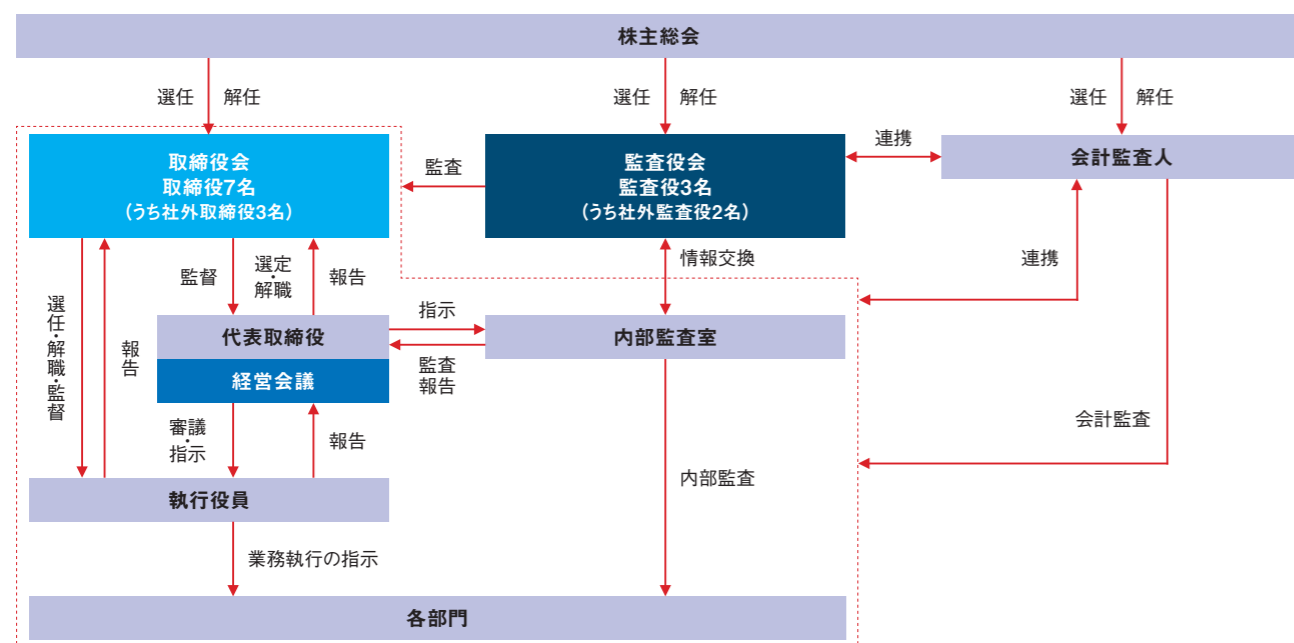 株主総会
選任
解任
選任
解任
選任
解任
取締役会
取締役7名
(うち社外取締役3名)
監査
監査役会
監査役3名
(うち社外監査役2名)
連携
会計監査人
監督
選定
・
解職
報告
情報交換
連携
選任・解職・監督
報告
代表取締役
経営会議
指示
監査
報告
内部監査室
審議
・
指示
報告
内部監査
会計監査
執行役員
業務執行の指示
各部門